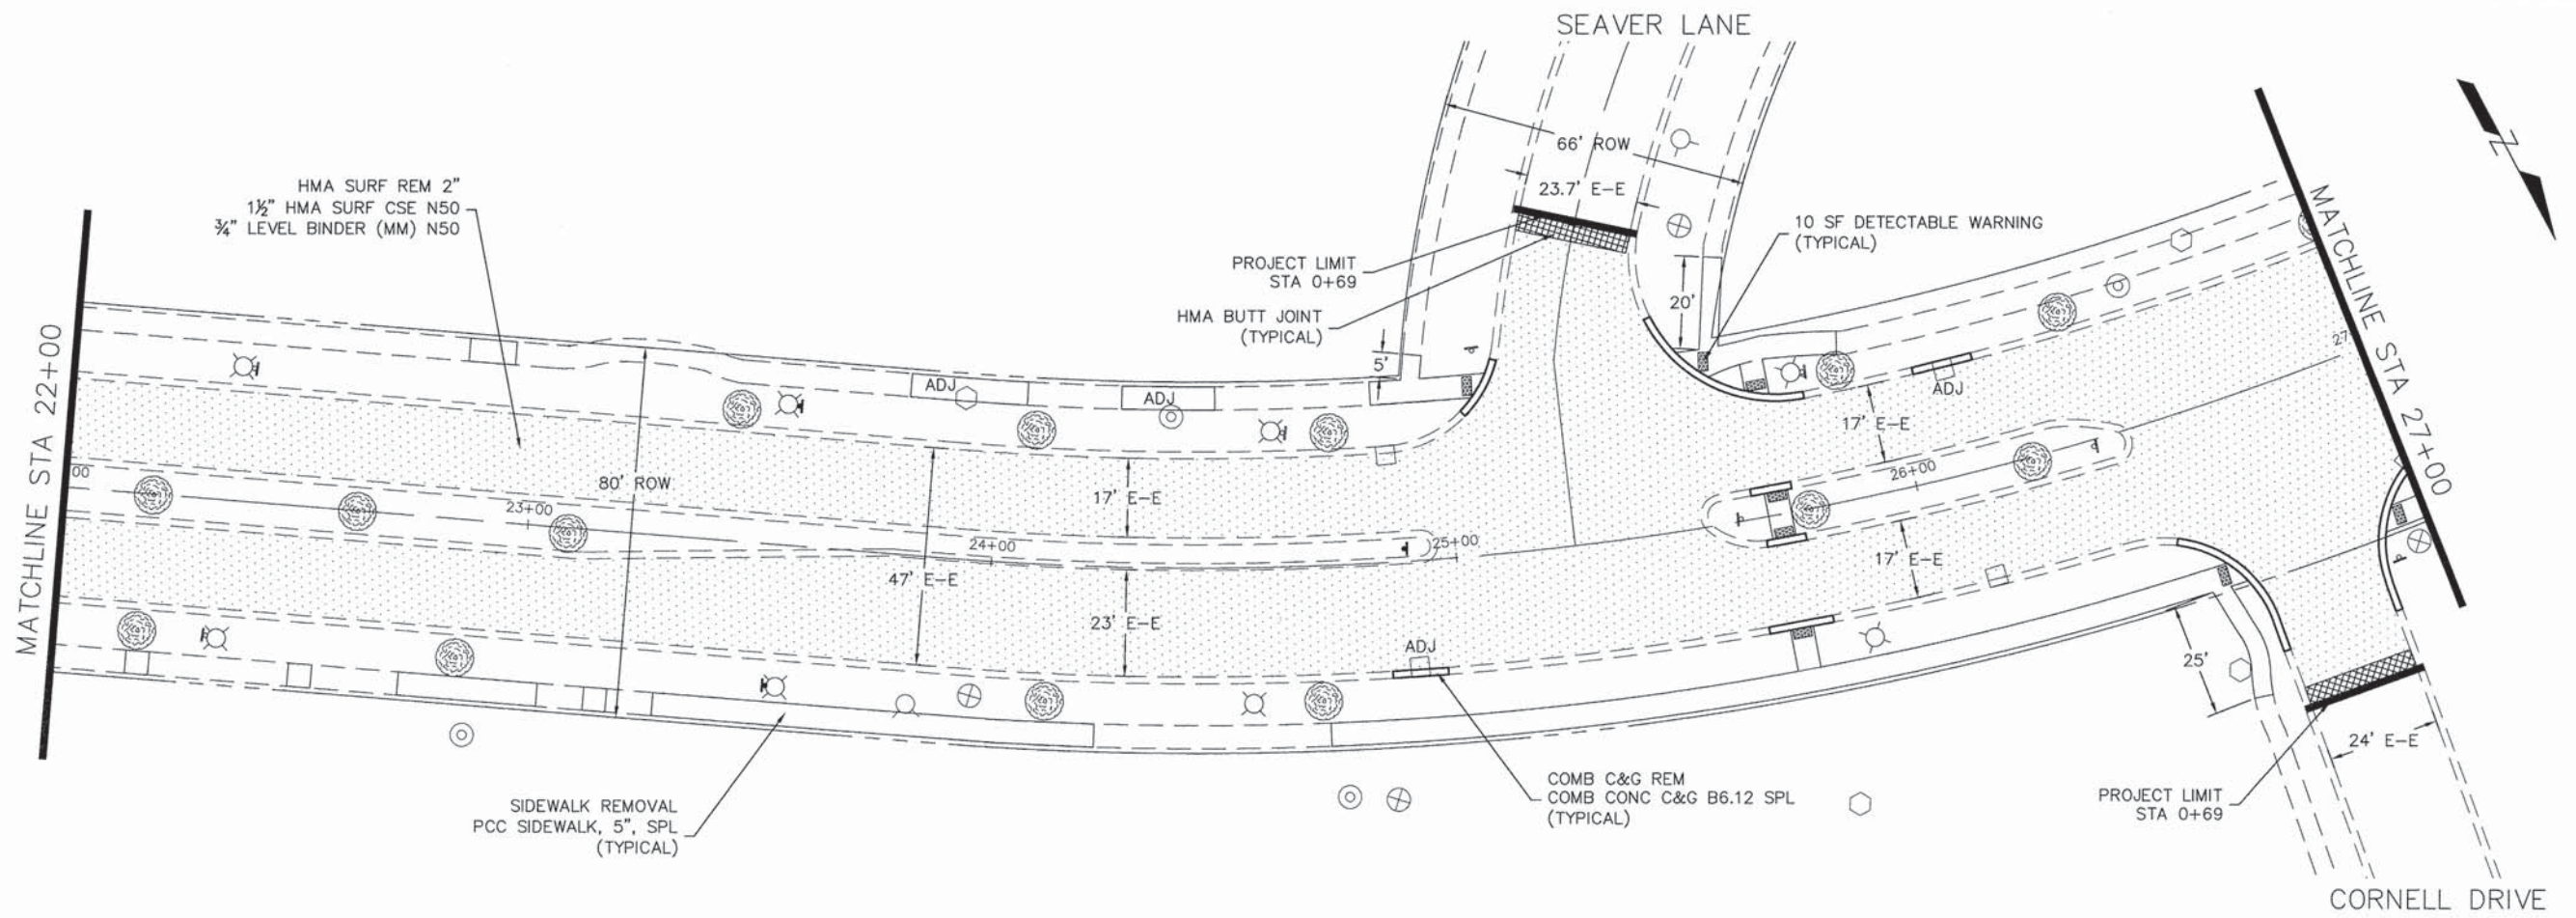 SEAVER LANE
66' ROW
23.7' E-E
HMA SURF REM 2"
1½" HMA SURF CSE N50
¾" LEVEL BINDER (MM) N50
10 SF DETECTABLE WARNING
(TYPICAL)
PROJECT LIMIT
STA 0+69
HMA BUTT JOINT
(TYPICAL)
20'
5'
MATCHLINE STA 22+00
MATCHLINE STA 27+00
N
27
ADJ
ADJ
ADJ
17' E-E
26+00
00
80' ROW
17' E-E
23+00
24+00
25+00
47' E-E
17' E-E
23' E-E
ADJ
25'
24' E-E
SIDEWALK REMOVAL
PCC SIDEWALK, 5", SPL
(TYPICAL)
COMB C&G REM
COMB CONC C&G B6.12 SPL
(TYPICAL)
PROJECT LIMIT
STA 0+69
CORNELL DRIVE